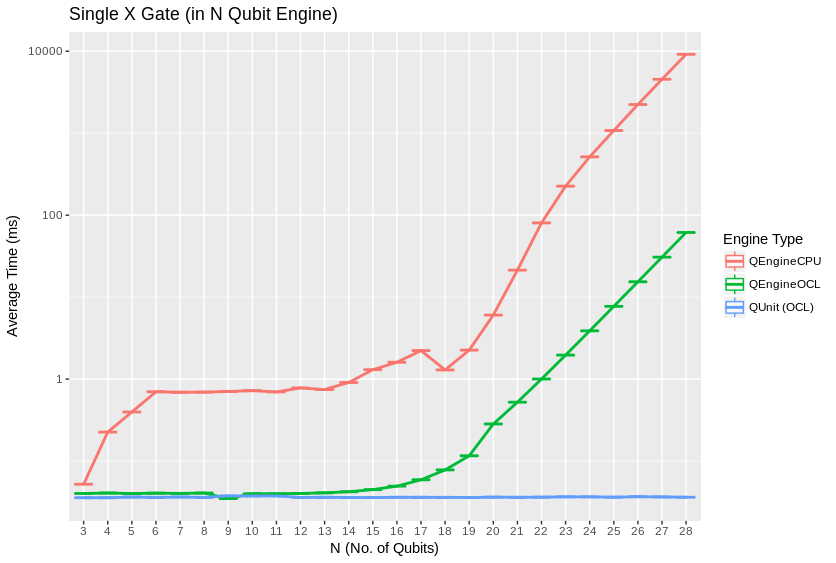 Single X Gate (in N Qubit Engine)
10000
100
1
Average Time (ms)
3 4 5 6 7 8 9 10 11 12 13 14 15 16 17 18 19 20 21 22 23 24 25 26 27 28
N (No. of Qubits)
Engine Type
QEngineCPU
QEngineOCL
QUnit (OCL)